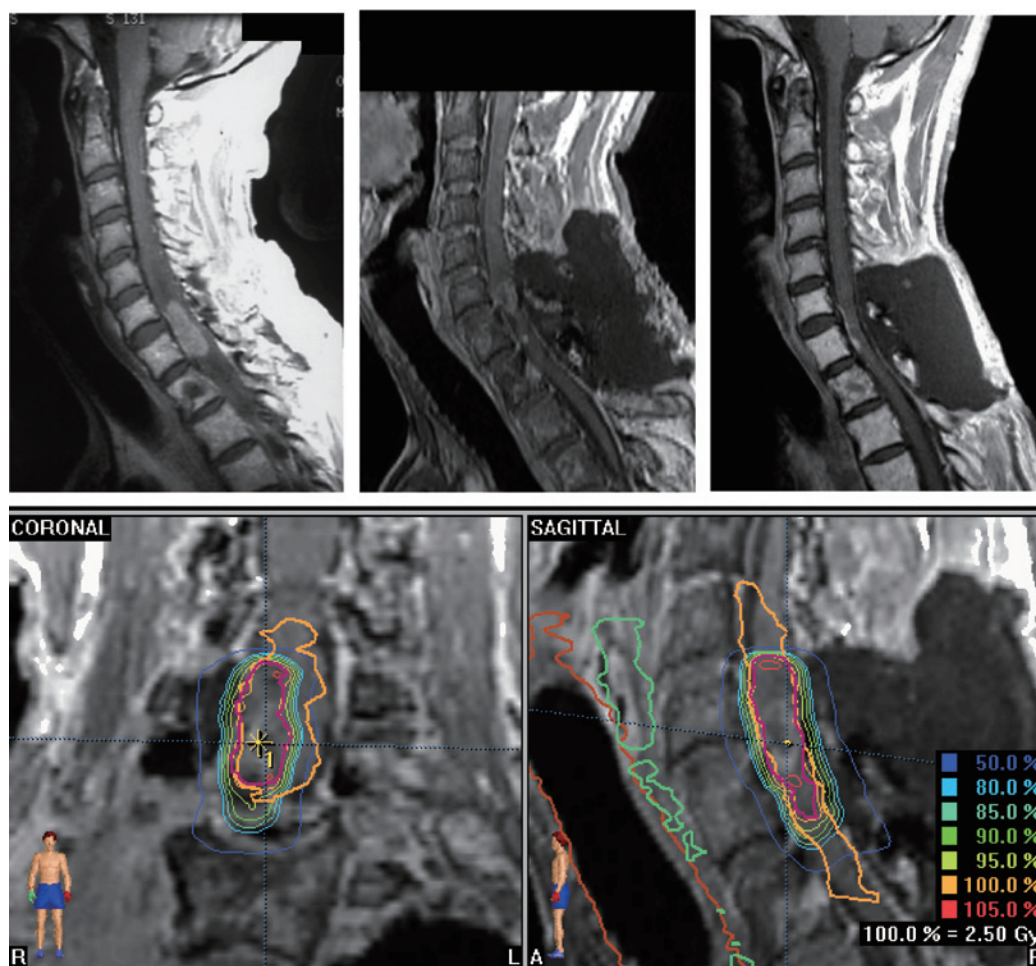 S 131
CORONAL
SAGITTAL
1
50.0 %
80.0 %
85.0 %
90.0 %
95.0 %
100.0 %
105.0 %
100.0 % = 2.50 Gy
R
L
A